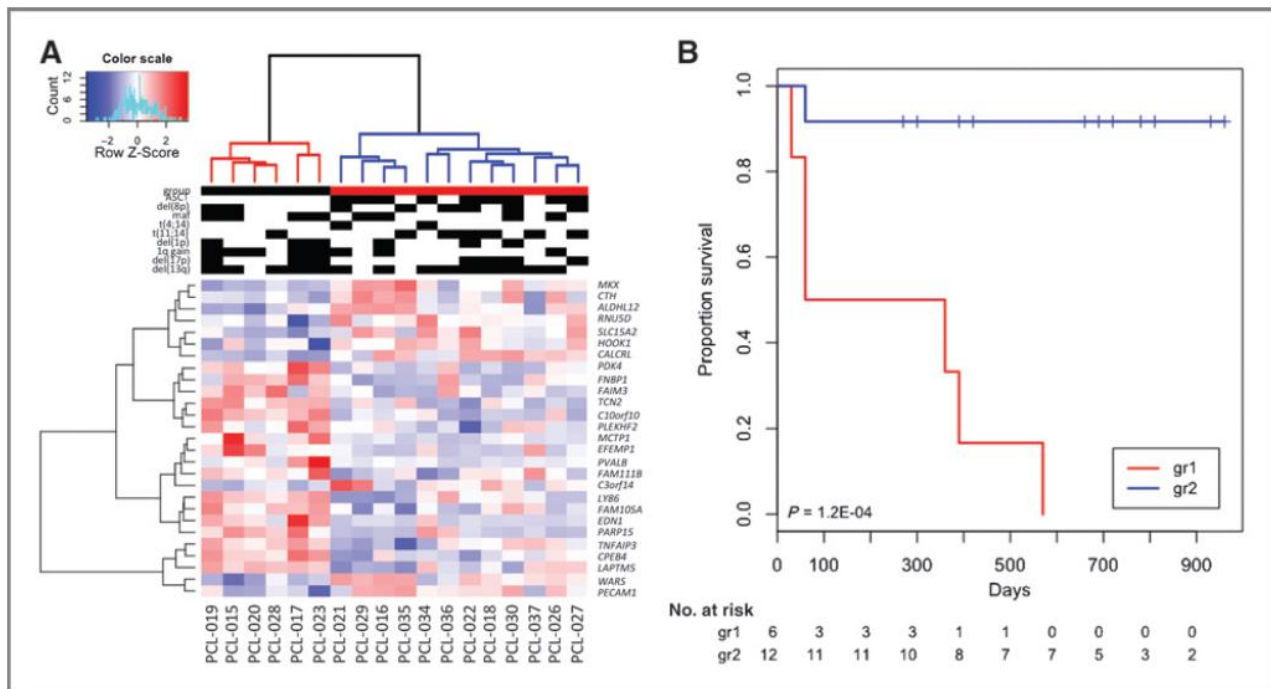 A
Color scale
Count
0 4 6 12
-2 0 2
Row Z-Score
group
ASCT
del(8p)
maf
t(4;14)
t(11;14)
del(1p)
1q gain
del(17p)
del(13q)
MKX
CTH
ALDHL12
RNU5D
SLC15A2
HOOK1
CALCRL
PDK4
FNBP1
FAIM3
TCN2
C10orf10
PLEKHF2
MCTP1
EFEMP1
PVALB
FAM111B
C3orf14
LY86
FAM105A
EDN1
PARP15
TNFAIP3
CPEB4
LAPTM5
WARS
PECAM1
PCL-019 PCL-015 PCL-020 PCL-028 PCL-017 PCL-023 PCL-021 PCL-029 PCL-016 PCL-035 PCL-034 PCL-036 PCL-022 PCL-018 PCL-030 PCL-037 PCL-026 PCL-027
B
Proportion survival
1.0
0.8
0.6
0.4
0.2
0.0
P = 1.2E-04
gr1
gr2
0 100 300 500 700 900
Days
No. at risk
gr1 6 3 3 3 1 1 0 0 0 0
gr2 12 11 11 10 8 7 7 5 3 2